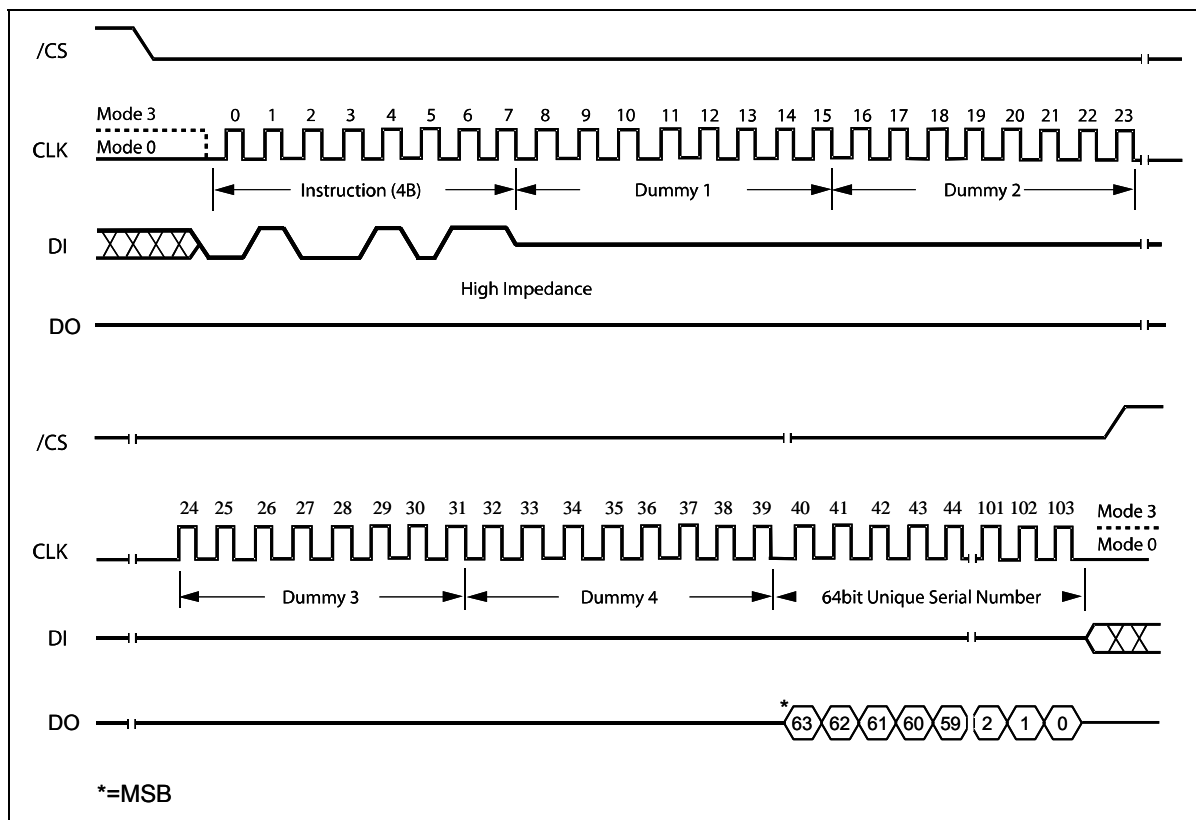 /CS
Mode 3
0 1 2 3 4 5 6 7 8 9 10 11 12 13 14 15 16 17 18 19 20 21 22 23
CLK
Mode 0
Instruction (4B) Dummy 1 Dummy 2
DI
High Impedance
DO
/CS
24 25 26 27 28 29 30 31 32 33 34 35 36 37 38 39 40 41 42 43 44 101 102 103
Mode 3
CLK
Mode 0
Dummy 3 Dummy 4 64bit Unique Serial Number
DI
DO
* 63 62 61 60 59 2 1 0
*=MSB